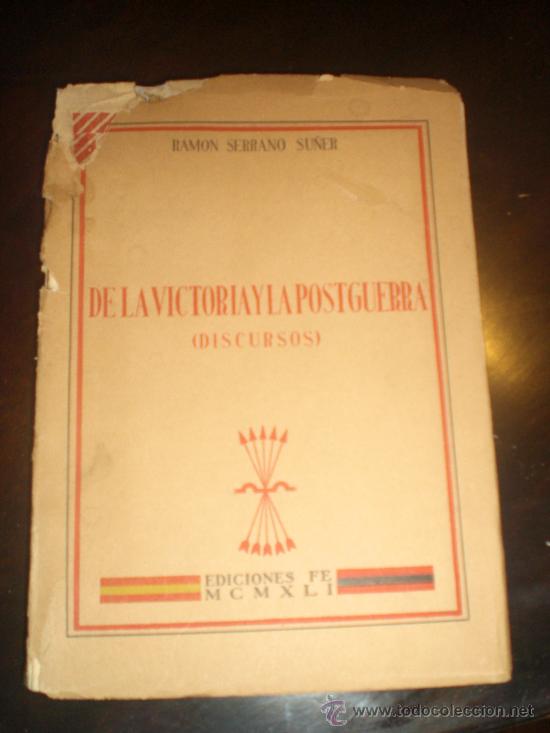 RAMON SERRANO SUÑER
DE LA VICTORIA Y LA POSTGUERRA
(DISCURSOS)
EDICIONES FE
MCMXLI
www.todocoleccion.net